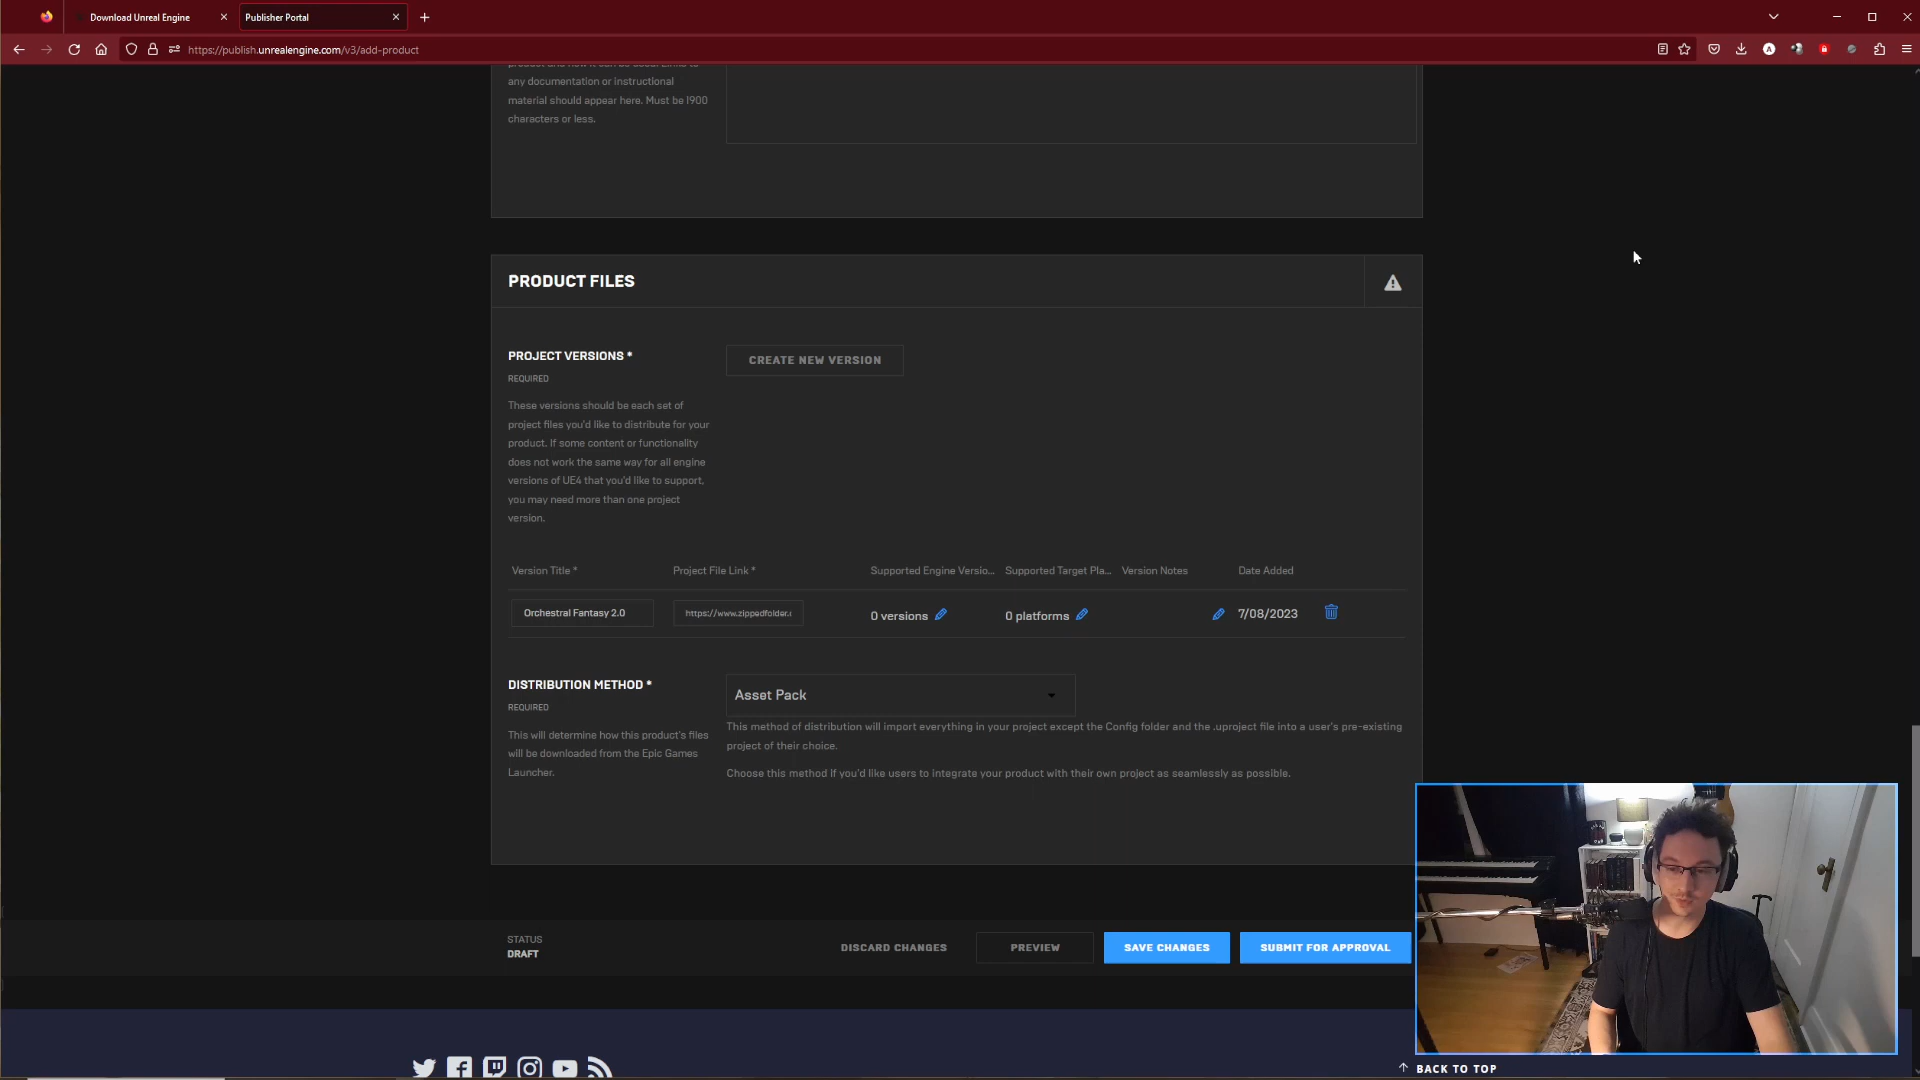 Download Unreal Engine
Publisher Portal
https://publish.unrealengine.com/v3/add-product
any documentation or instructional
material should appear here. Must be 1900
characters or less.
PRODUCT FILES
PROJECT VERSIONS *
CREATE NEW VERSION
REQUIRED
These versions should be each set of
project files you'd like to distribute for your
product. If some content or functionality
does not work the same way for all engine
versions of UE4 that you'd like to support,
you may need more than one project
version.
Version Title * Project File Link * Supported Engine Versio... Supported Target Pla... Version Notes Date Added
Orchestral Fantasy 2.0 https://www.zippedfolder.c 0 versions 0 platforms 7/08/2023
DISTRIBUTION METHOD *
Asset Pack
REQUIRED
This will determine how this product's files
will be downloaded from the Epic Games
Launcher.
This method of distribution will import everything in your project except the Config folder and the .uproject file into a user's pre-existing
project of their choice.
Choose this method if you'd like users to integrate your product with their own project as seamlessly as possible.
STATUS
DRAFT
DISCARD CHANGES
PREVIEW
SAVE CHANGES
SUBMIT FOR APPROVAL
BACK TO TOP